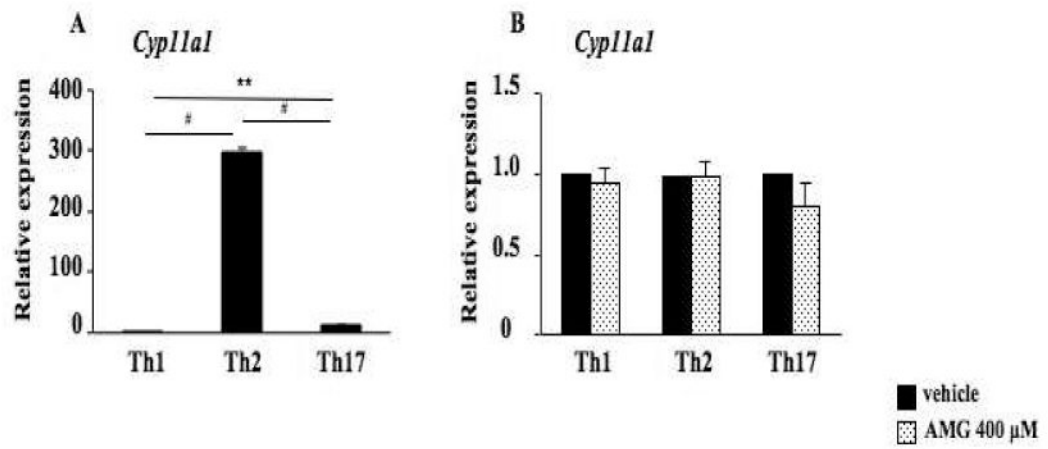 A
Cyp11a1
Relative expression
400
300
200
100
0
**
#
#
Th1 Th2 Th17
B
Cyp11a1
Relative expression
1.5
1.0
0.5
0
Th1 Th2 Th17
vehicle
AMG 400 μM